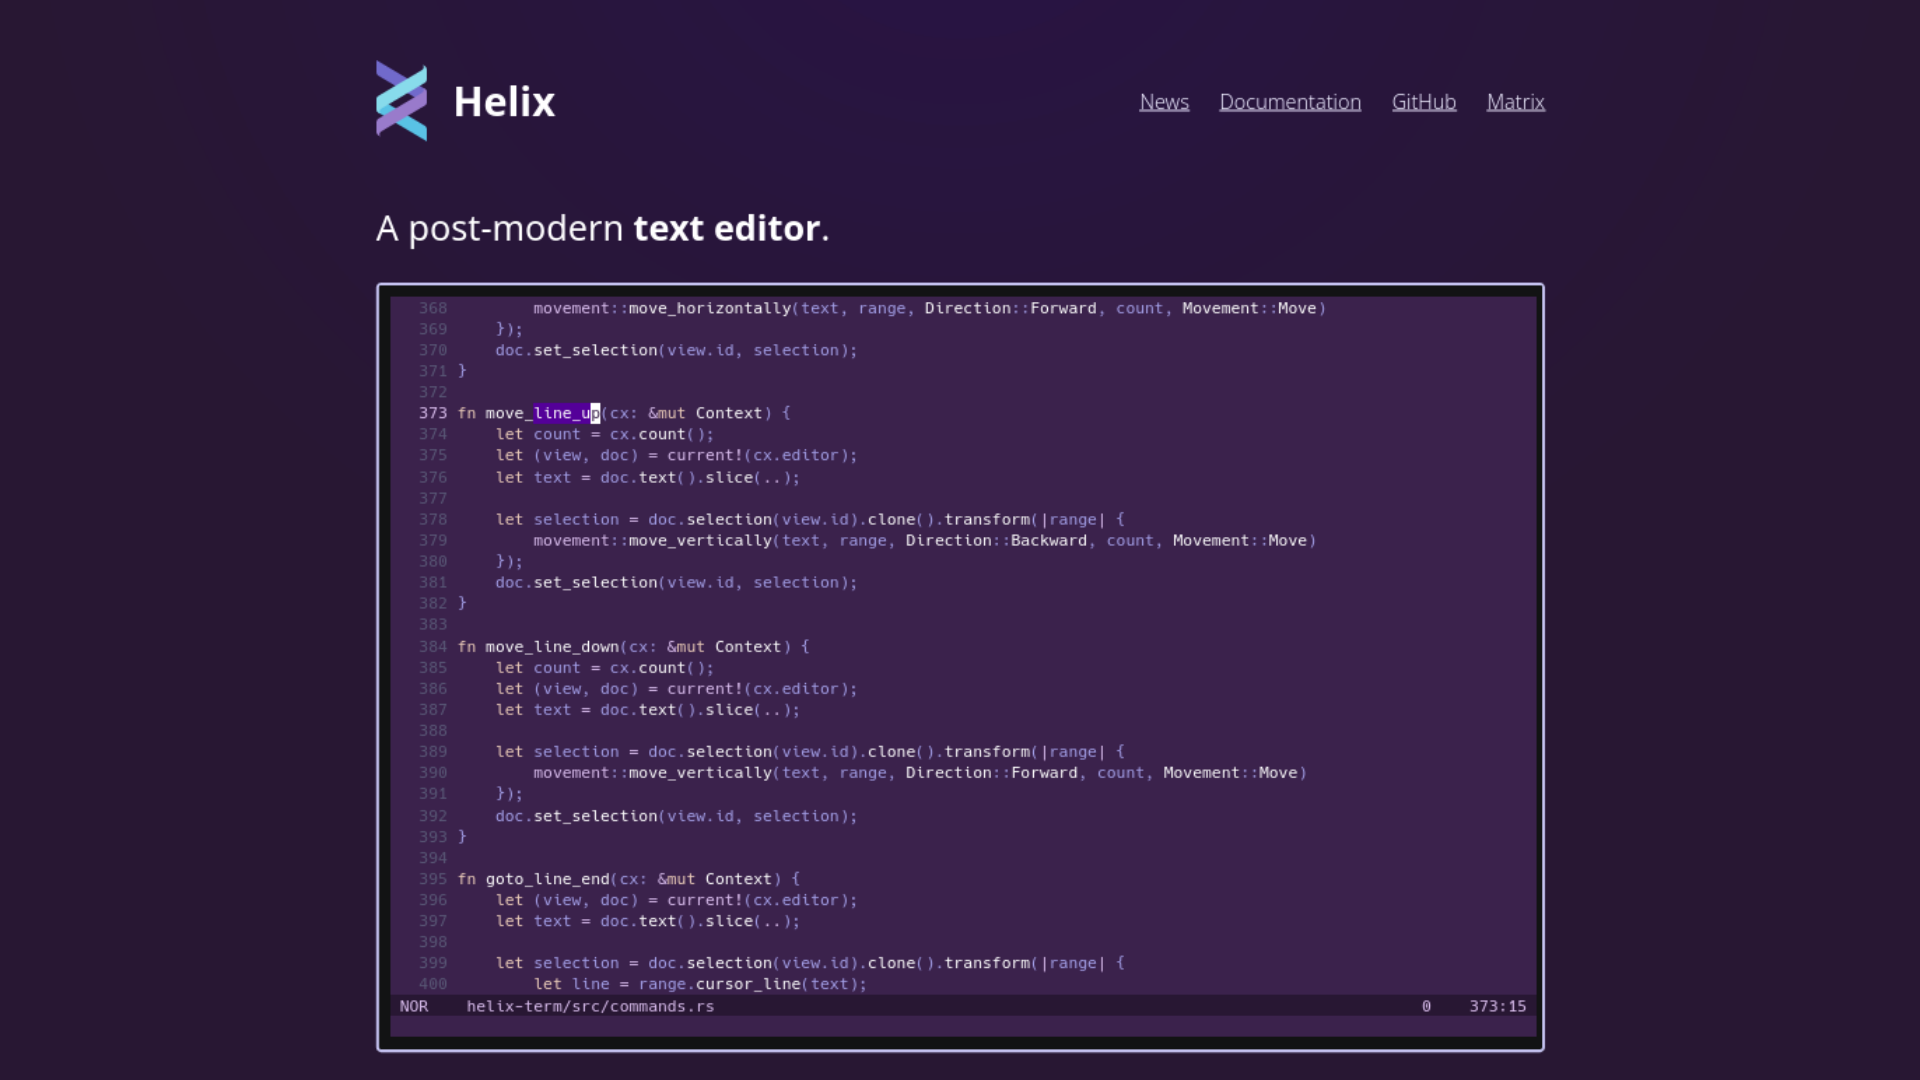 Helix
News Documentation GitHub Matrix
A post-modern text editor.
368         movement::move_horizontally(text, range, Direction::Forward, count, Movement::Move)
369     });
370     doc.set_selection(view.id, selection);
371 }
372
373 fn move_line_up(cx: &mut Context) {
374     let count = cx.count();
375     let (view, doc) = current!(cx.editor);
376     let text = doc.text().slice(..);
377
378     let selection = doc.selection(view.id).clone().transform(|range| {
379         movement::move_vertically(text, range, Direction::Backward, count, Movement::Move)
380     });
381     doc.set_selection(view.id, selection);
382 }
383
384 fn move_line_down(cx: &mut Context) {
385     let count = cx.count();
386     let (view, doc) = current!(cx.editor);
387     let text = doc.text().slice(..);
388
389     let selection = doc.selection(view.id).clone().transform(|range| {
390         movement::move_vertically(text, range, Direction::Forward, count, Movement::Move)
391     });
392     doc.set_selection(view.id, selection);
393 }
394
395 fn goto_line_end(cx: &mut Context) {
396     let (view, doc) = current!(cx.editor);
397     let text = doc.text().slice(..);
398
399     let selection = doc.selection(view.id).clone().transform(|range| {
400         let line = range.cursor_line(text);
NOR    helix-term/src/commands.rs    0    373:15